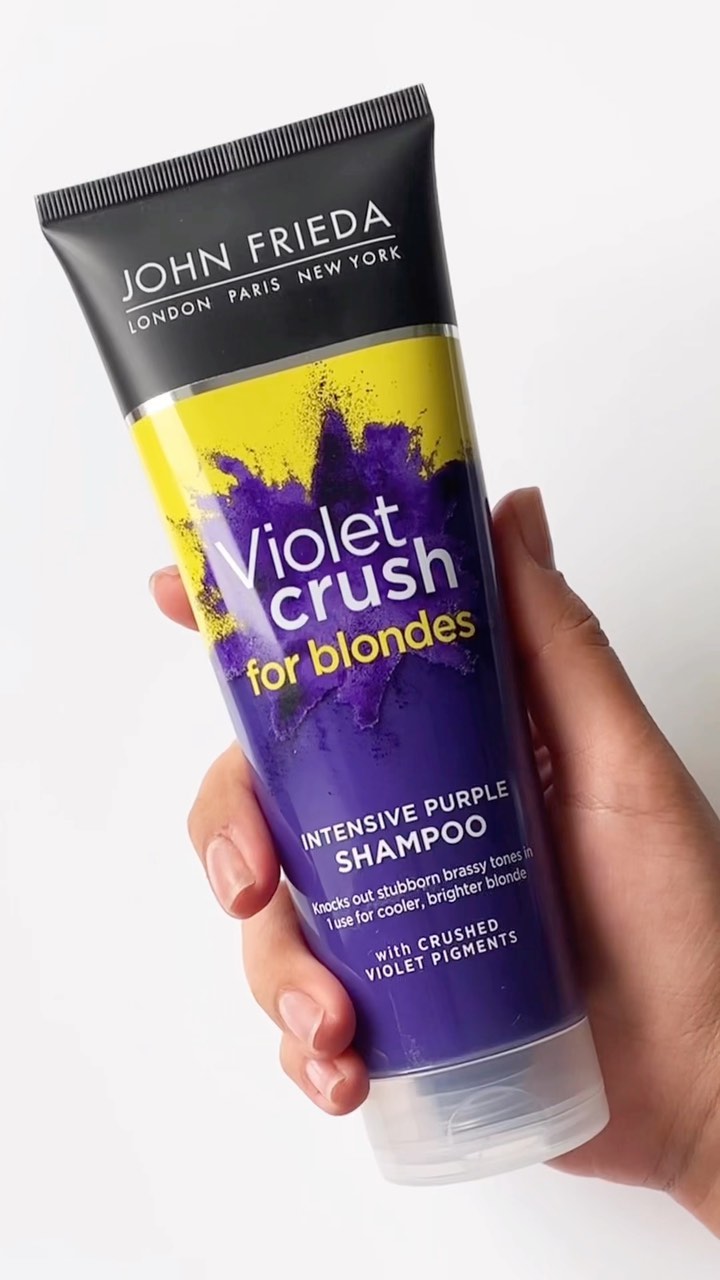 JOHN FRIEDA
LONDON PARIS NEW YORK
Violet
crush
for blondes
INTENSIVE PURPLE
SHAMPOO
Knocks out stubborn brassy tones in
1 use for cooler, brighter blonde
with CRUSHED
VIOLET PIGMENTS